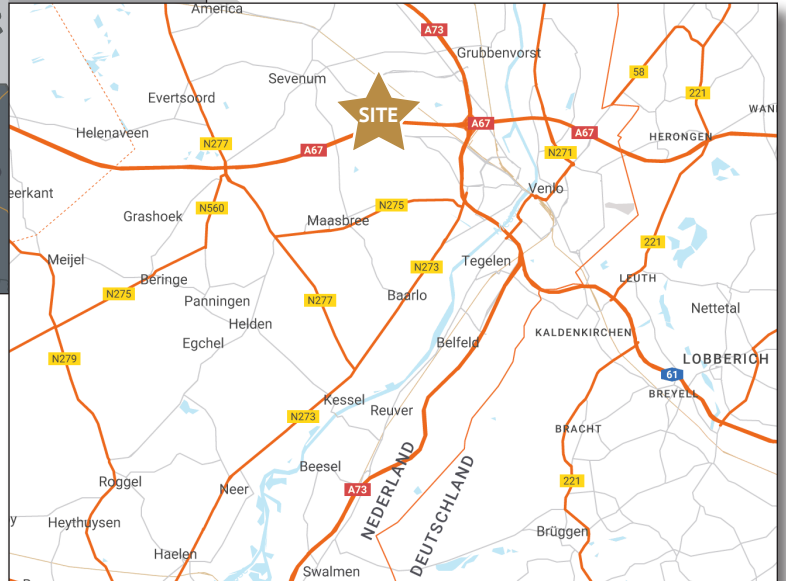 America
A73
Grubbenvorst
58
Sevenum
221
Evertsoord
SITE
WAN
Helenaveen
A67
A67
HERONGEN
N277
A67
N271
eerkant
Venlo
N275
N560
Grashoek
Maasbree
221
Meijel
Tegelen
N273
Beringe
LEUTH
N275
Baarlo
Panningen
N277
Nettetal
Helden
KALDENKIRCHEN
Egchel
Belfeld
N279
LOBBERICH
61
BREYELL
Kessel
Reuver
N273
BRACHT
Beesel
NEDERLAND
DEUTSCHLAND
Roggel
Neer
A73
221
y
Heythuysen
Brüggen
Haelen
Swalmen